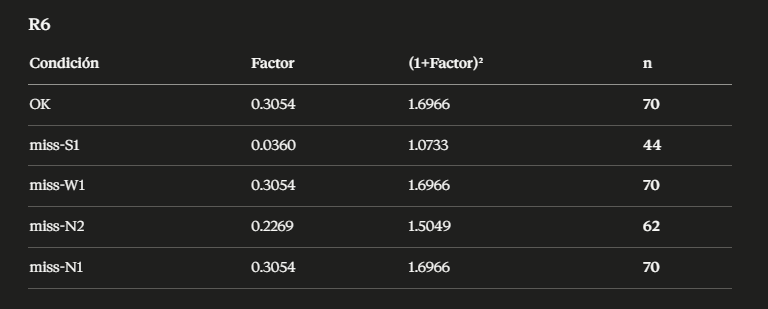 R6
Condición Factor (1+Factor)² n
OK 0.3054 1.6966 70
miss-S1 0.0360 1.0733 44
miss-W1 0.3054 1.6966 70
miss-N2 0.2269 1.5049 62
miss-N1 0.3054 1.6966 70